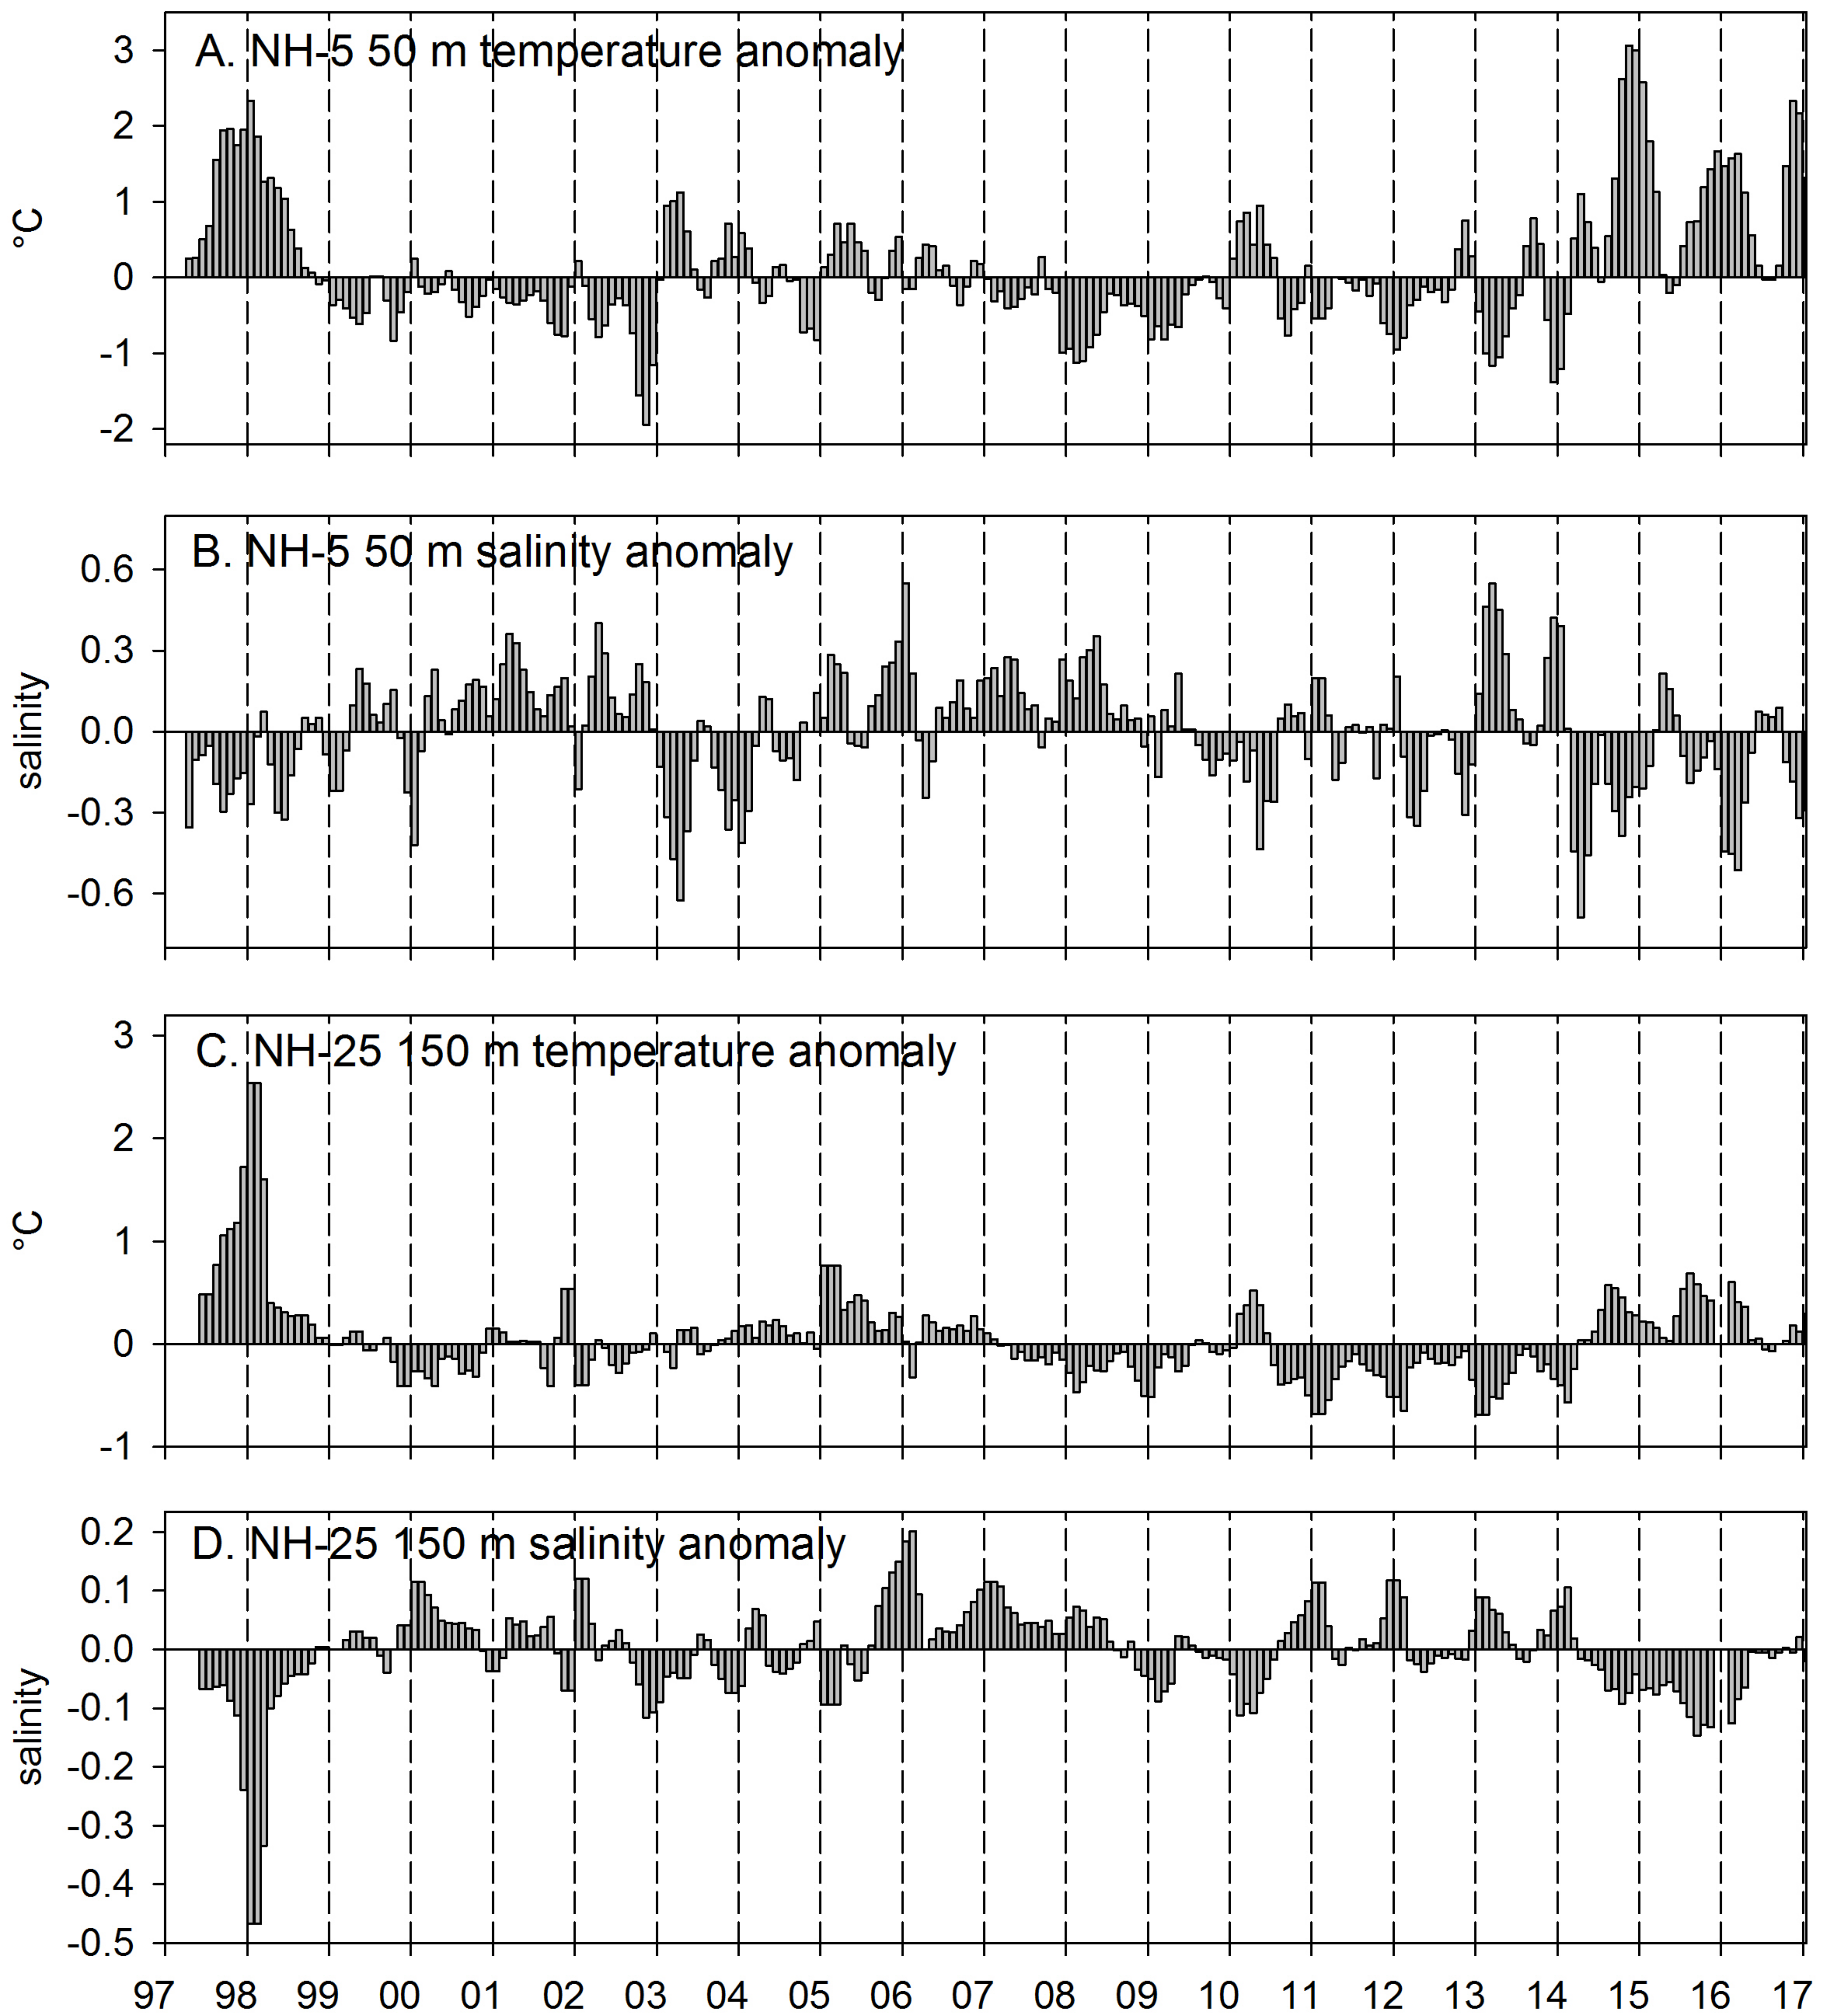 A. NH-5 50 m temperature anomaly
3
2
1
0
-1
-2
°C
B. NH-5 50 m salinity anomaly
0.6
0.3
0.0
-0.3
-0.6
salinity
C. NH-25 150 m temperature anomaly
3
2
1
0
-1
°C
D. NH-25 150 m salinity anomaly
0.2
0.1
0.0
-0.1
-0.2
-0.3
-0.4
-0.5
salinity
97 98 99 00 01 02 03 04 05 06 07 08 09 10 11 12 13 14 15 16 17